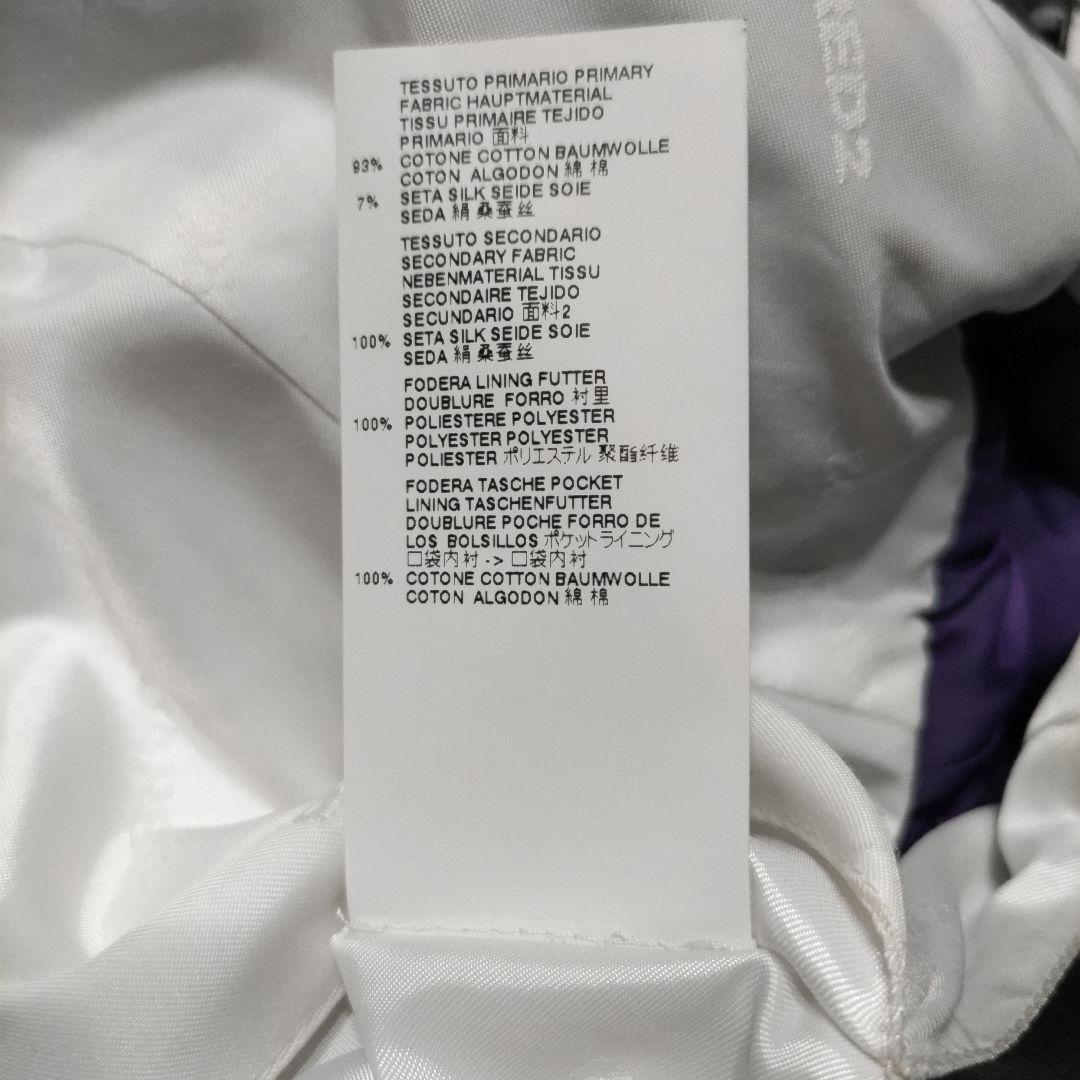 TESSUTO PRIMARIO PRIMARY
FABRIC HAUPTMATERIAL
TISSU PRIMAIRE TEJIDO
PRIMARIO 面料
93% COTONE COTTON BAUMWOLLE
COTON ALGODON 綿 棉
7% SETA SILK SEIDE SOIE
SEDA 絹 桑蚕丝
TESSUTO SECONDARIO
SECONDARY FABRIC
NEBENMATERIAL TISSU
SECONDAIRE TEJIDO
SECUNDARIO 面料2
100% SETA SILK SEIDE SOIE
SEDA 絹 桑蚕丝
FODERA LINING FUTTER
DOUBLURE FORRO 衬里
100% POLIESTERE POLYESTER
POLYESTER POLYESTER
POLIESTER ポリエステル 聚酯纤维
FODERA TASCHE POCKET
LINING TASCHENFUTTER
DOUBLURE POCHE FORRO DE
LOS BOLSILLOS ポケットライニング
口袋内衬 -> 口袋内衬
100% COTONE COTTON BAUMWOLLE
COTON ALGODON 綿 棉